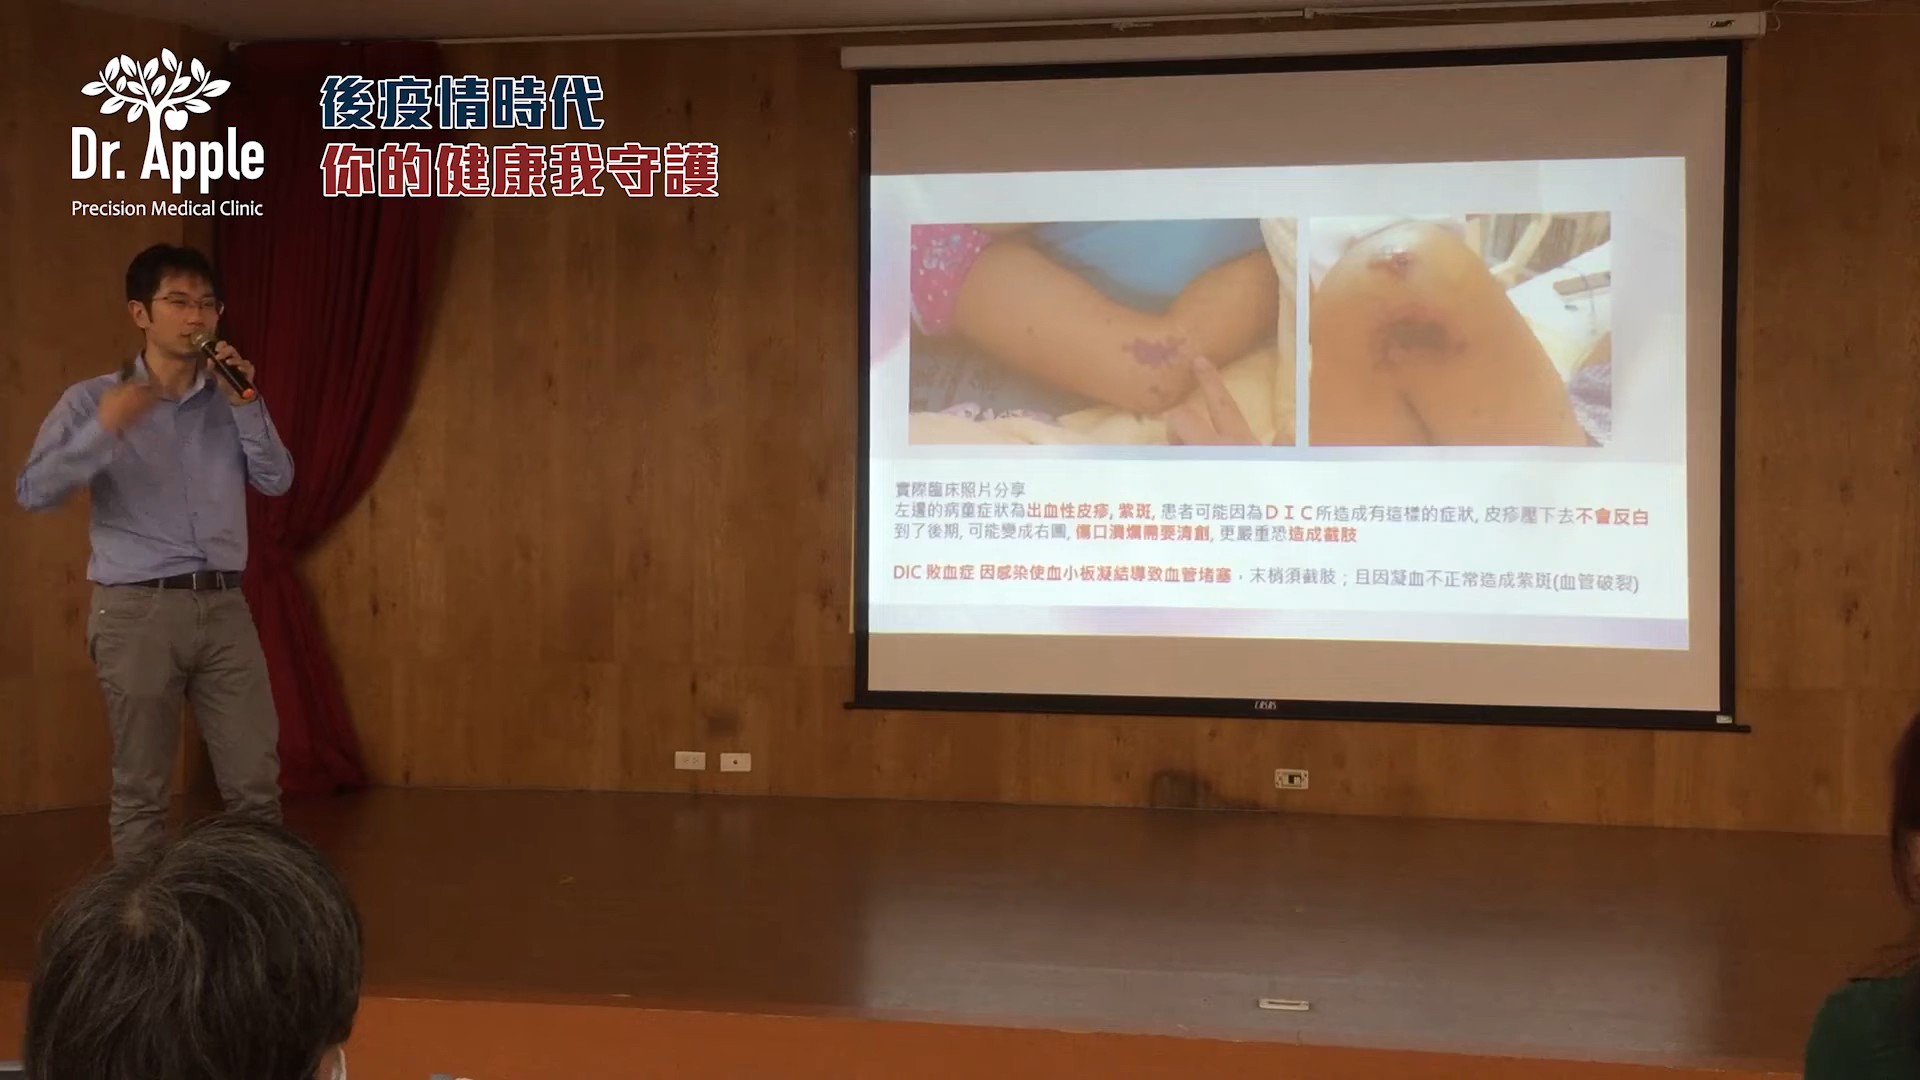 Dr. Apple
Precision Medical Clinic
後疫情時代
你的健康我守護
實際臨床照片分享
左邊的病童症狀為出血性皮疹, 紫斑, 患者可能因為ＤＩＣ所造成有這樣的症狀, 皮疹壓下去不會反白
到了後期, 可能變成右圖, 傷口潰爛需要清創, 更嚴重恐造成截肢
DIC 敗血症 因感染使血小板凝結導致血管堵塞，末梢須截肢；且因凝血不正常造成紫斑(血管破裂)